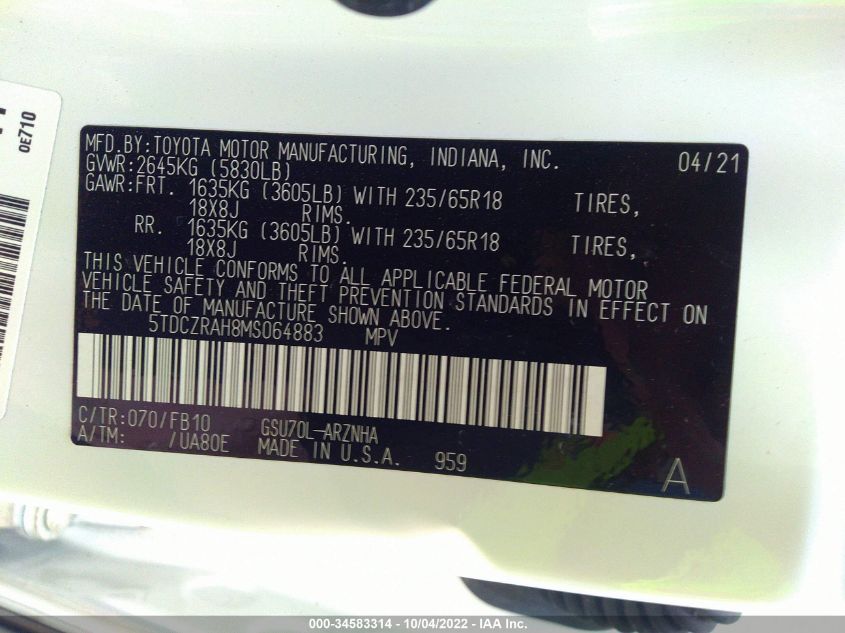 0E710
MFD.BY:TOYOTA MOTOR MANUFACTURING, INDIANA, INC. 04/21
GVWR:2645KG (5830LB)
GAWR:FRT. 1635KG (3605LB) WITH 235/65R18 TIRES,
18X8J RIMS.
RR. 1635KG (3605LB) WITH 235/65R18 TIRES,
18X8J RIMS.
THIS VEHICLE CONFORMS TO ALL APPLICABLE FEDERAL MOTOR
VEHICLE SAFETY AND THEFT PREVENTION STANDARDS IN EFFECT ON
THE DATE OF MANUFACTURE SHOWN ABOVE.
5TDCZRAH8MS064883 MPV
C/TR:070/FB10 GSU70L-ARZNHA
A/TM: /UA80E MADE IN U.S.A. 959 A
000-34583314 - 10/04/2022 - IAA Inc.